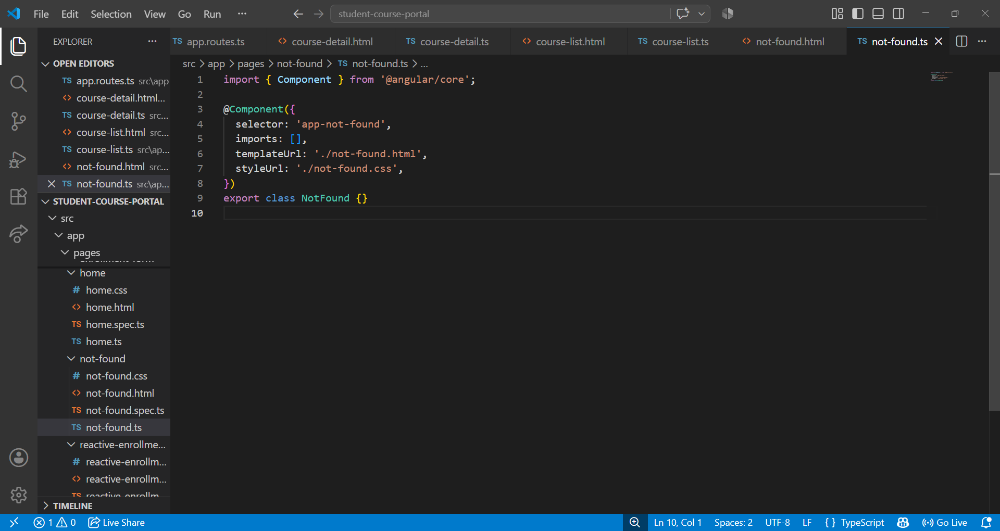 File Edit Selection View Go Run ···
student-course-portal
EXPLORER
TS app.routes.ts
<> course-detail.html
TS course-detail.ts
<> course-list.html
TS course-list.ts
<> not-found.html
TS not-found.ts
OPEN EDITORS
TS app.routes.ts src\app
<> course-detail.html...
TS course-detail.ts src...
<> course-list.html src...
TS course-list.ts src\ap...
<> not-found.html src...
TS not-found.ts src\ap...
STUDENT-COURSE-PORTAL
src
app
pages
home
# home.css
<> home.html
TS home.spec.ts
TS home.ts
not-found
# not-found.css
<> not-found.html
TS not-found.spec.ts
TS not-found.ts
reactive-enrollme...
# reactive-enrollm...
<> reactive-enrollm...
TS reactive-enrollm...
TIMELINE
src > app > pages > not-found > TS not-found.ts > ...
1 import { Component } from '@angular/core';
2
3 @Component({
4 selector: 'app-not-found',
5 imports: [],
6 templateUrl: './not-found.html',
7 styleUrl: './not-found.css',
8 })
9 export class NotFound {}
10
1 0 Live Share
Ln 10, Col 1 Spaces: 2 UTF-8 LF { } TypeScript Go Live